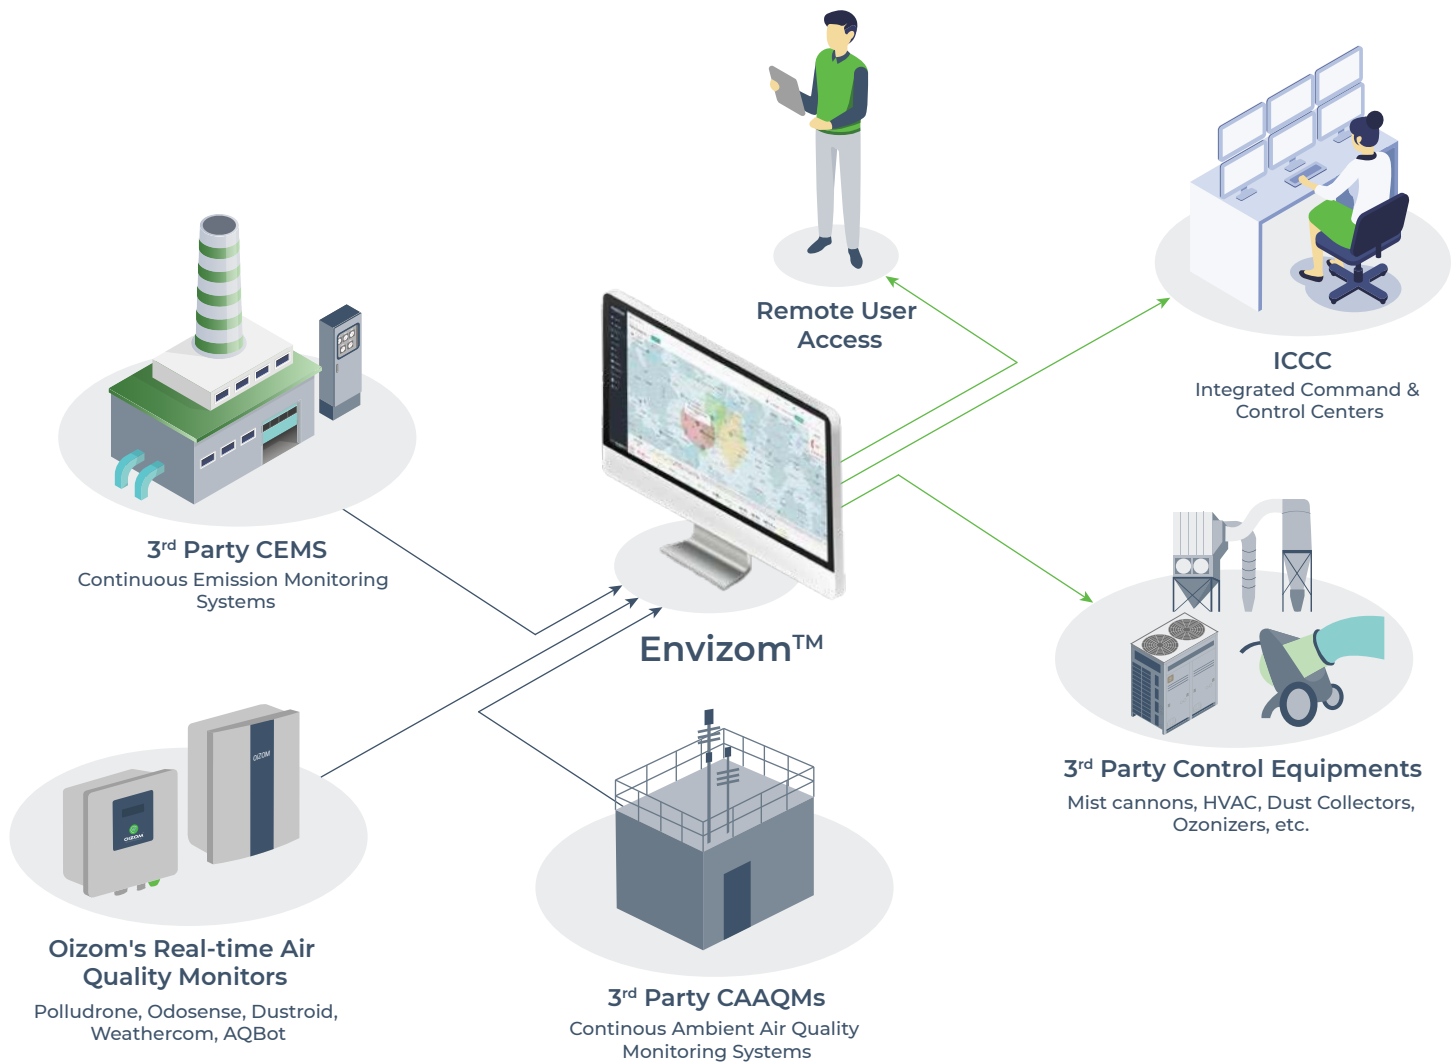 Remote User
Access
ICCC
Integrated Command &
Control Centers
3rd Party CEMS
Continuous Emission Monitoring
Systems
Envizom™
OIZOM
OIZOM
3rd Party Control Equipments
Mist cannons, HVAC, Dust Collectors,
Ozonizers, etc.
Oizom's Real-time Air
Quality Monitors
Polludrone, Odosense, Dustroid,
Weathercom, AQBot
3rd Party CAAQMs
Continous Ambient Air Quality
Monitoring Systems